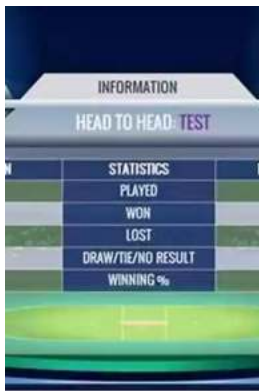 INFORMATION
HEAD TO HEAD: TEST
STATISTICS
PLAYED
WON
LOST
DRAW/TIE/NO RESULT
WINNING %